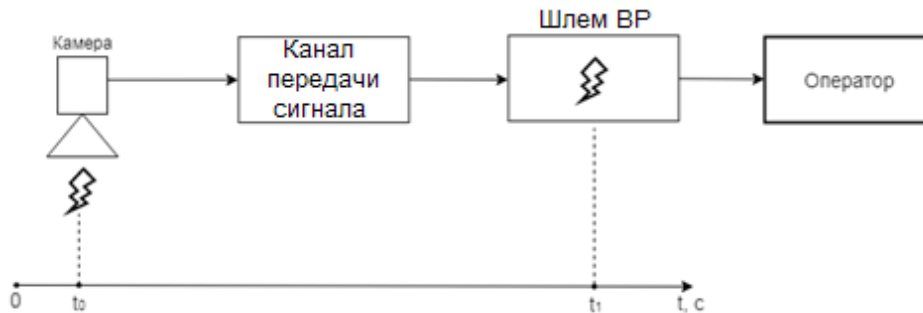 Шлем ВР
Камера
Канал
передачи
сигнала
Оператор
0
t₀
t₁
t, c